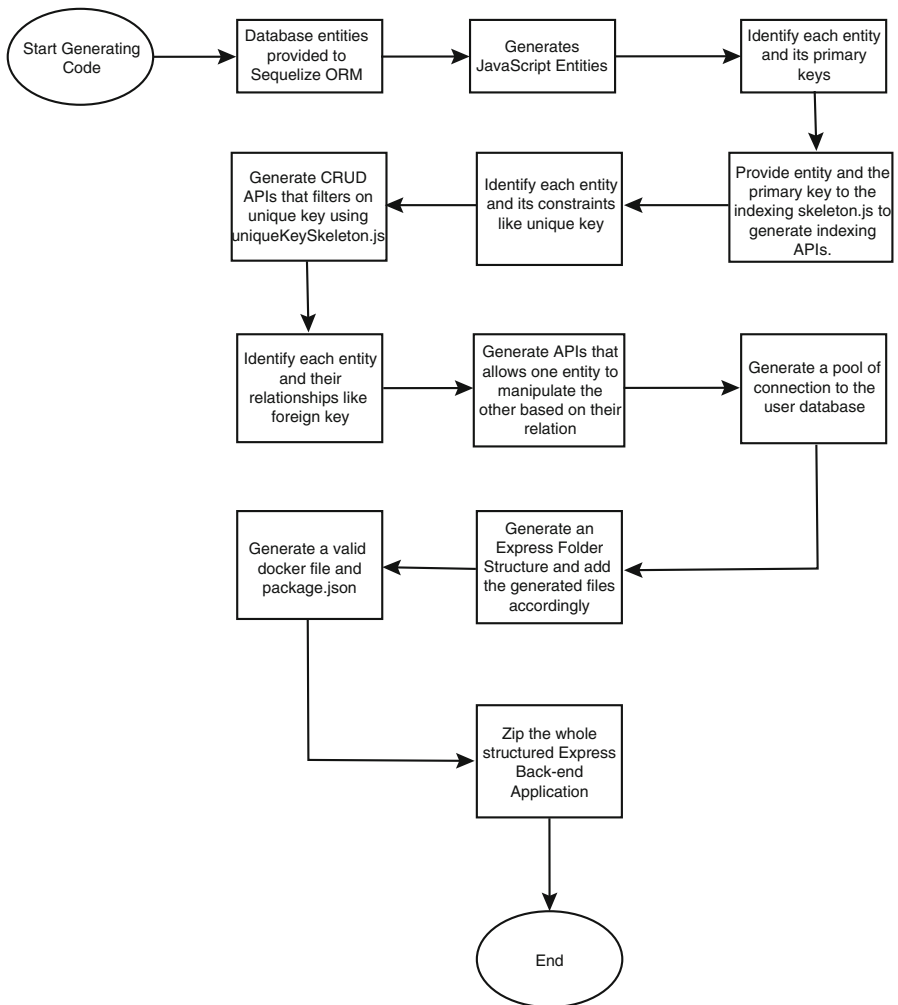 Start Generating
Code
Database entities
provided to
Sequelize ORM
Generates
JavaScript Entities
Identify each entity
and its primary
keys
Provide entity and the
primary key to the
indexing skeleton.js to
generate indexing
APIs.
Identify each entity
and its constraints
like unique key
Generate CRUD
APIs that filters on
unique key using
uniqueKeySkeleton.js
Identify each entity
and their
relationships like
foreign key
Generate APIs that
allows one entity to
manipulate the
other based on their
relation
Generate a pool of
connection to the
user database
Generate an
Express Folder
Structure and add
the generated files
accordingly
Generate a valid
docker file and
package.json
Zip the whole
structured Express
Back-end
Application
End